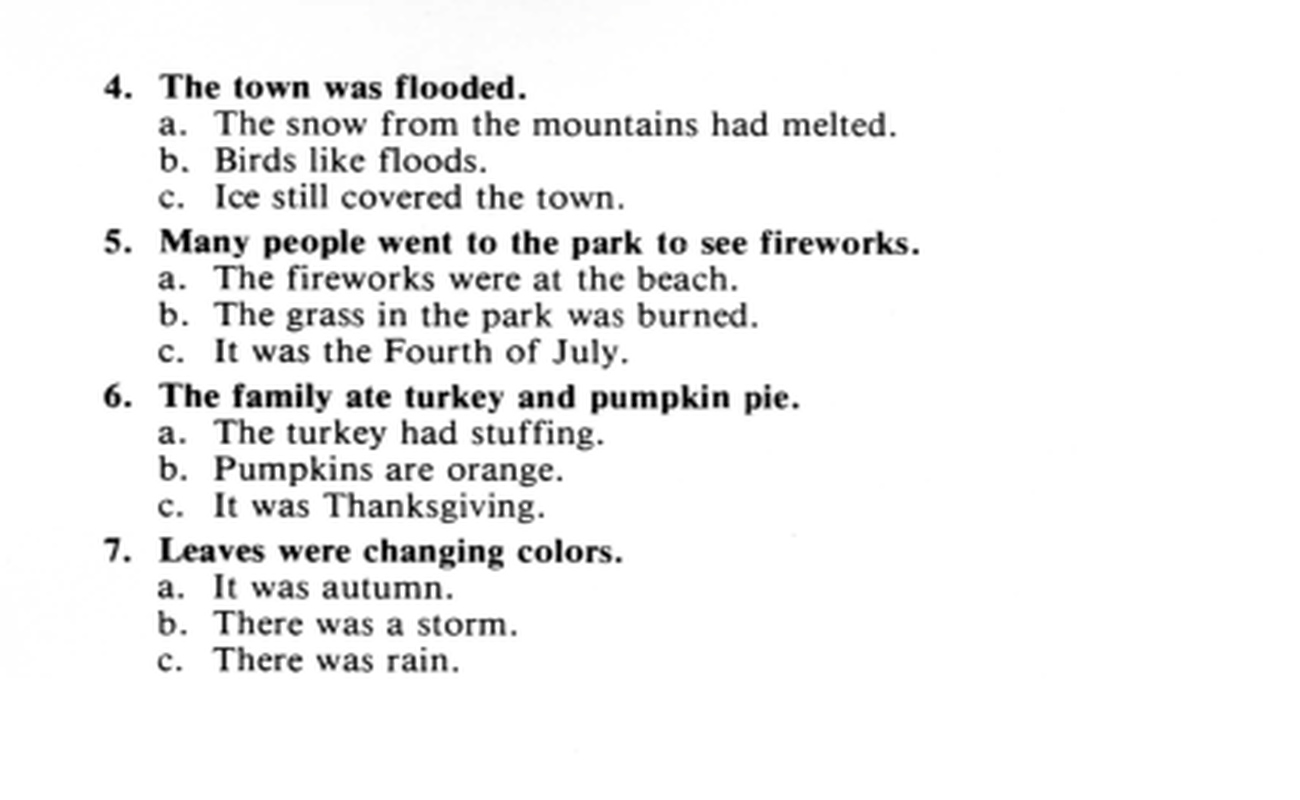 4. The town was flooded.
a. The snow from the mountains had melted.
b. Birds like floods.
c. Ice still covered the town.
5. Many people went to the park to see fireworks.
a. The fireworks were at the beach.
b. The grass in the park was burned.
c. It was the Fourth of July.
6. The family ate turkey and pumpkin pie.
a. The turkey had stuffing.
b. Pumpkins are orange.
c. It was Thanksgiving.
7. Leaves were changing colors.
a. It was autumn.
b. There was a storm.
c. There was rain.